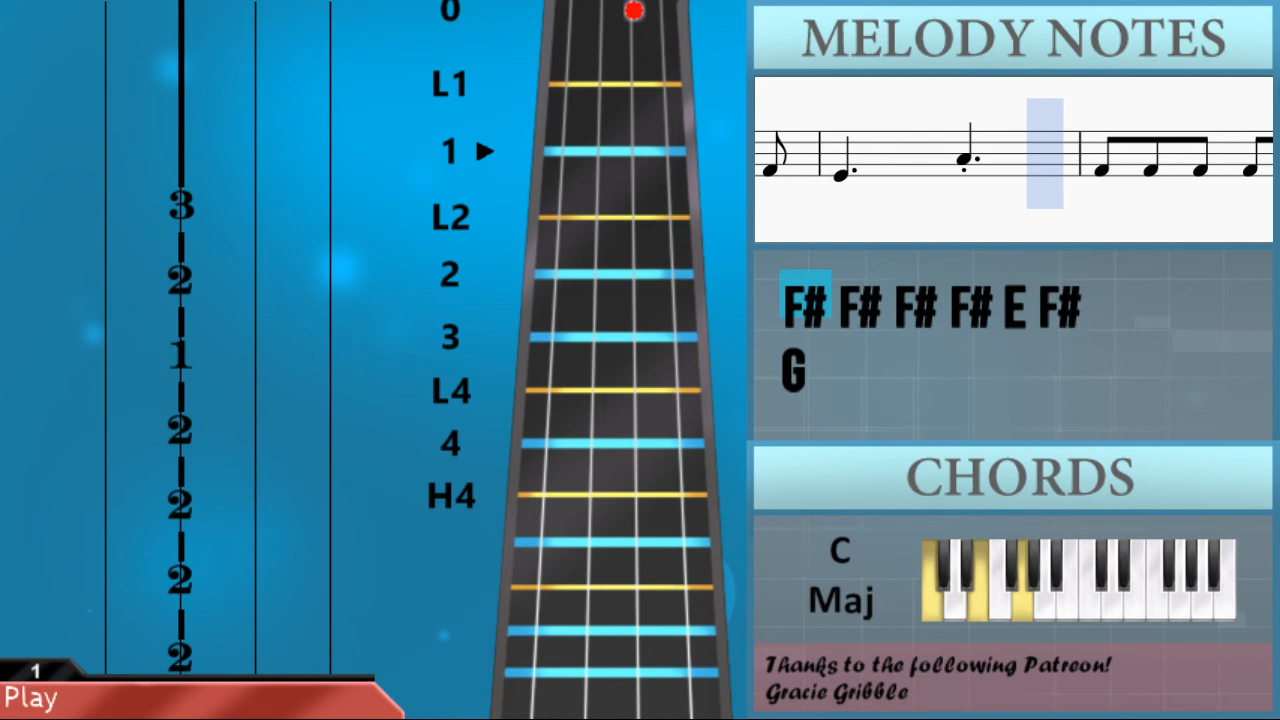 3
2
1
2
2
2
2
1
Play
0
L1
1
L2
2
3
L4
4
H4
MELODY NOTES
F# F# F# F# E F#
G
CHORDS
C
Maj
Thanks to the following Patreon!
Gracie Gribble